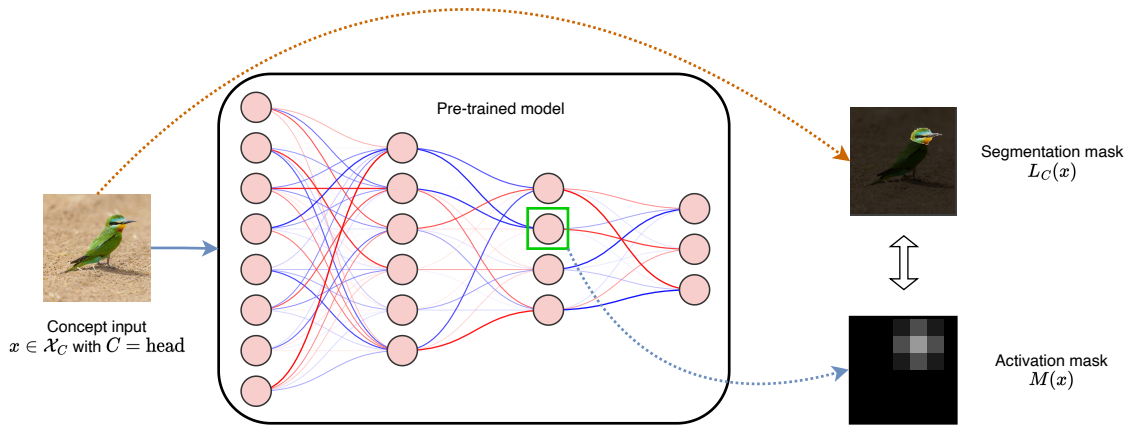 Pre-trained model
Concept input
x ∈ 𝒳_C with C = head
Segmentation mask
L_C(x)
Activation mask
M(x)